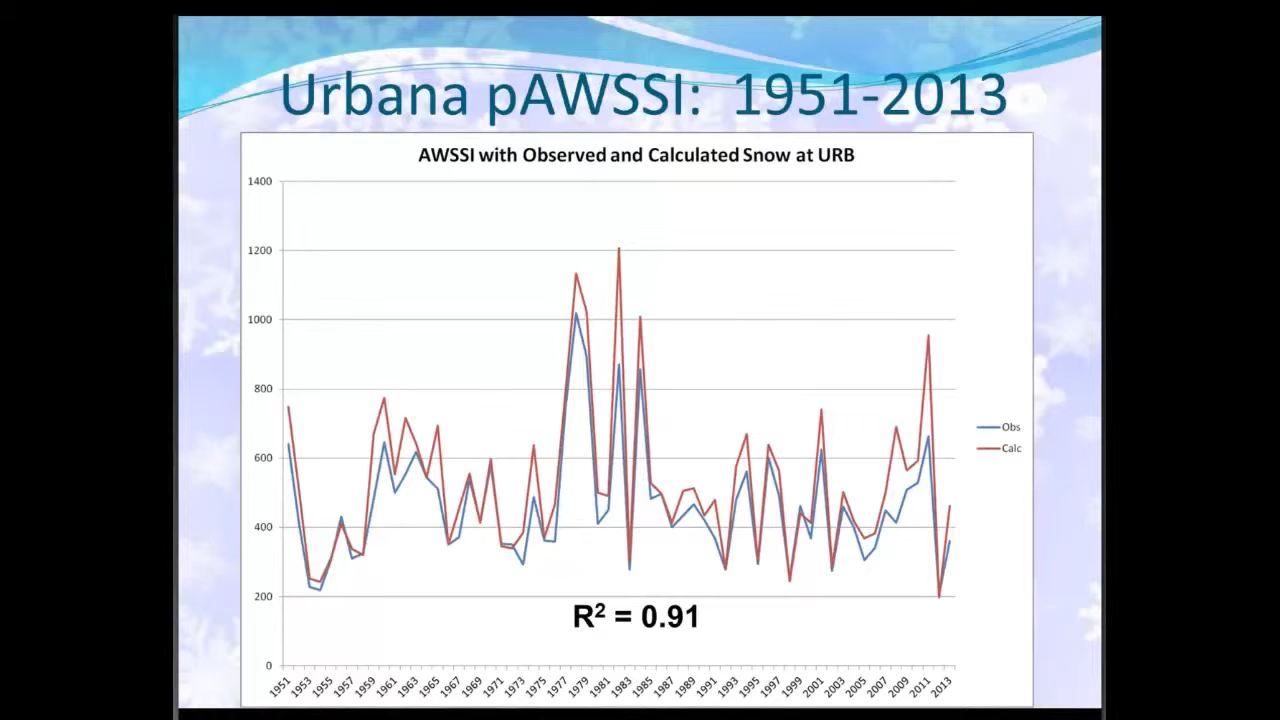 Urbana pAWSSI: 1951-2013
AWSSI with Observed and Calculated Snow at URB
1400
1200
1000
800
600
400
200
0
Obs
Calc
R² = 0.91
1951 1953 1955 1957 1959 1961 1963 1965 1967 1969 1971 1973 1975 1977 1979 1981 1983 1985 1987 1989 1991 1993 1995 1997 1999 2001 2003 2005 2007 2009 2011 2013